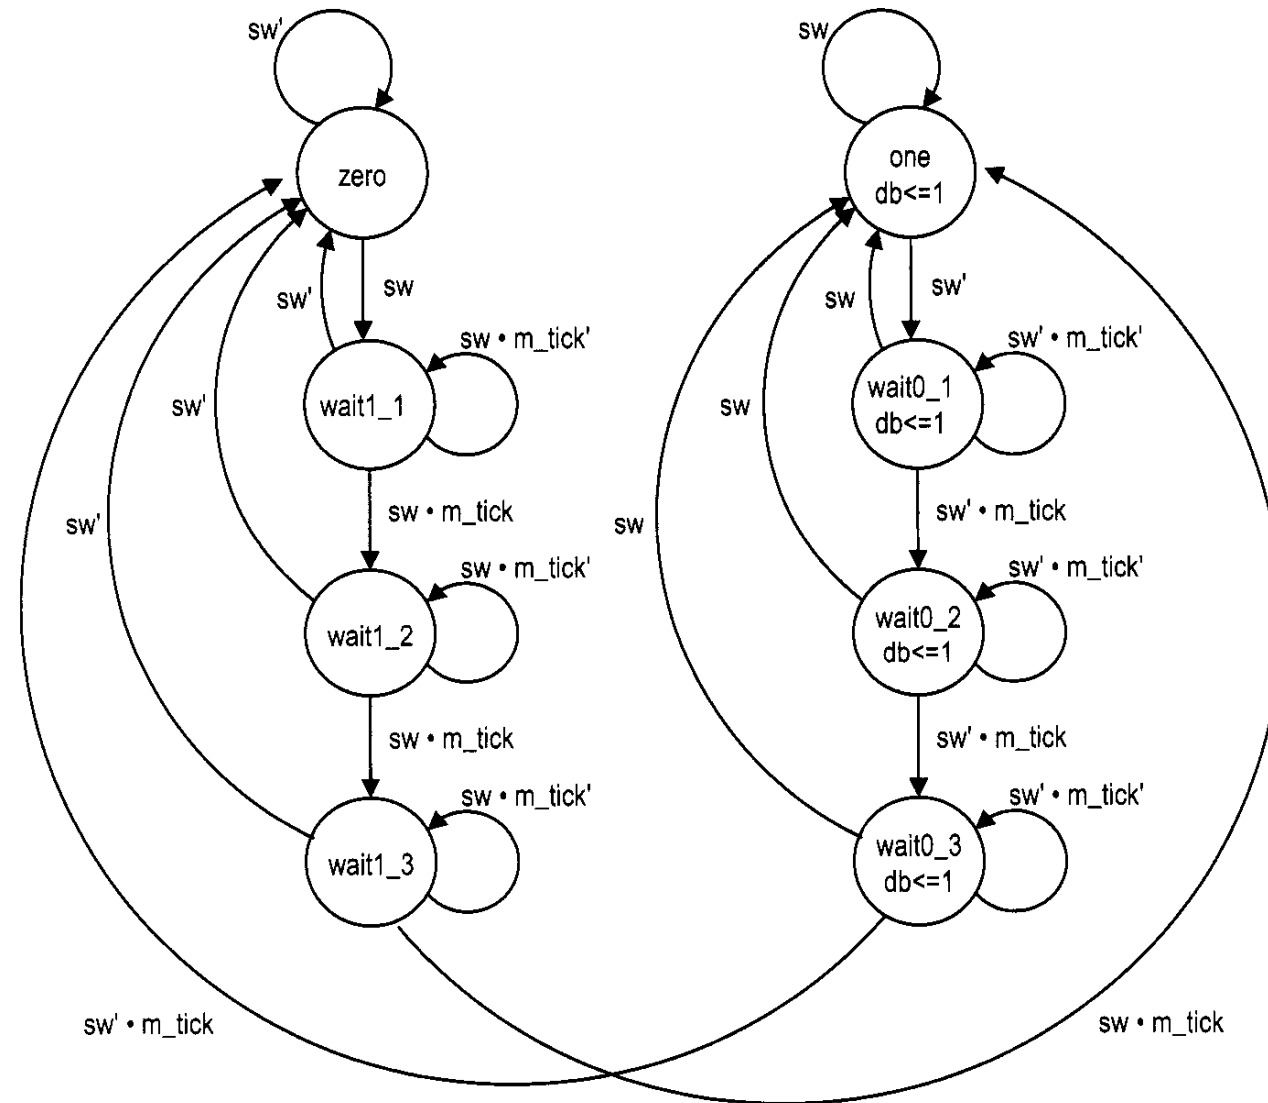 sw'
sw
zero
one
db<=1
sw'
sw
sw
sw'
sw • m_tick'
sw' • m_tick'
wait1_1
wait0_1
db<=1
sw'
sw
sw • m_tick
sw' • m_tick
sw'
sw
sw • m_tick'
sw' • m_tick'
wait1_2
wait0_2
db<=1
sw • m_tick
sw' • m_tick
sw • m_tick'
sw' • m_tick'
wait1_3
wait0_3
db<=1
sw' • m_tick
sw • m_tick